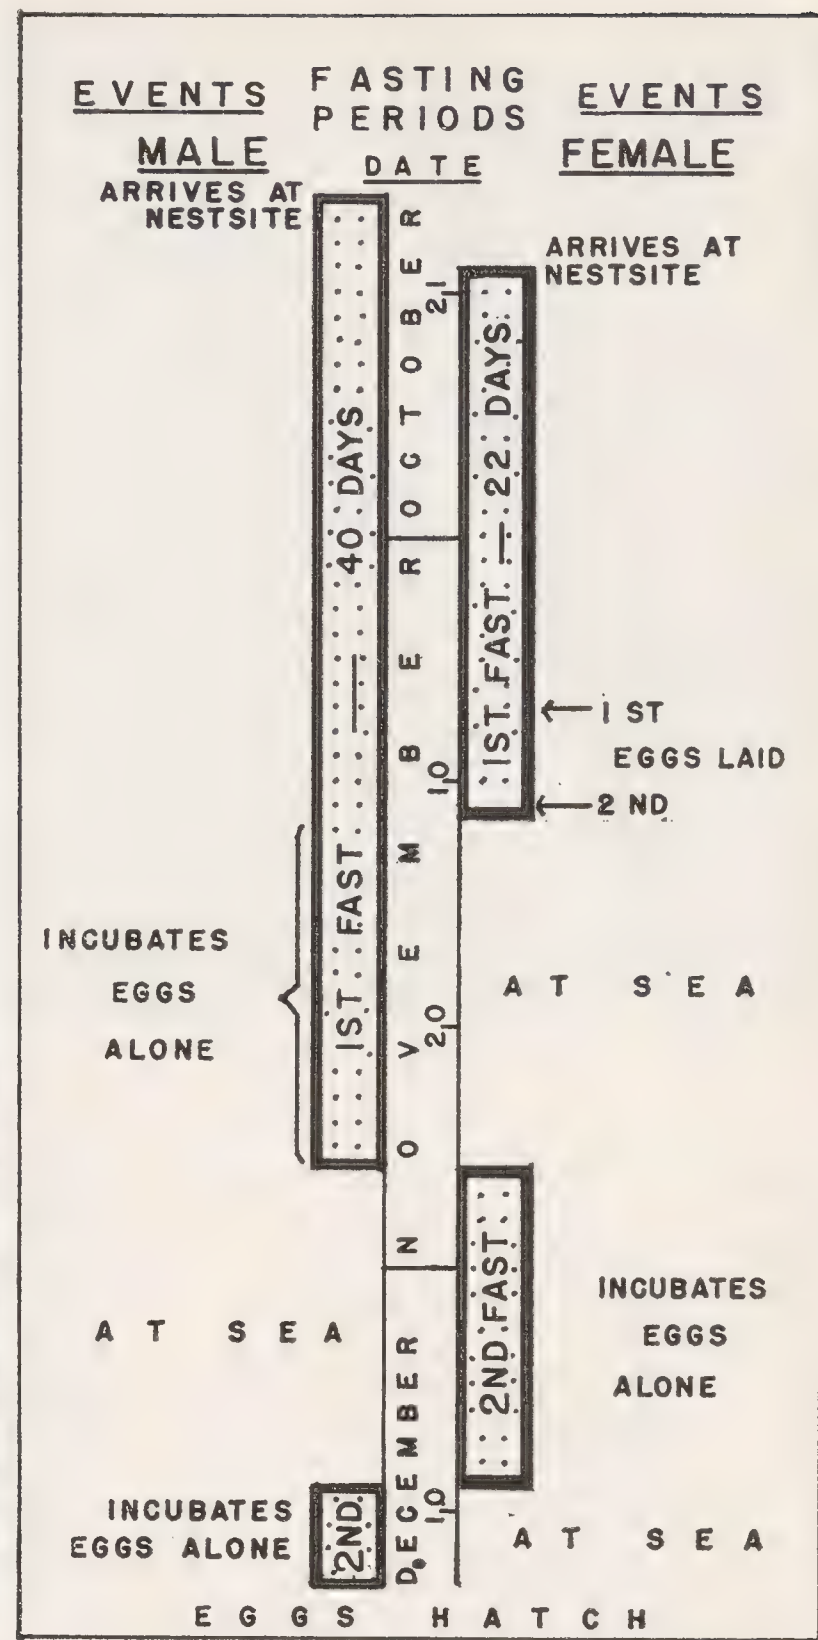 EVENTS
MALE
FASTING
PERIODS
DATE
EVENTS
FEMALE
ARRIVES AT
NESTSITE
ARRIVES AT
NESTSITE
1ST FAST — 40 DAYS
OCTOBER
21
1ST FAST — 22 DAYS
NOVEMBER
10
20
← 1 ST
EGGS LAID
← 2 ND
INCUBATES
EGGS
ALONE
AT SEA
2ND FAST
INCUBATES
EGGS
ALONE
AT SEA
DECEMBER
10
INCUBATES
EGGS ALONE
2ND
AT SEA
EGGS HATCH